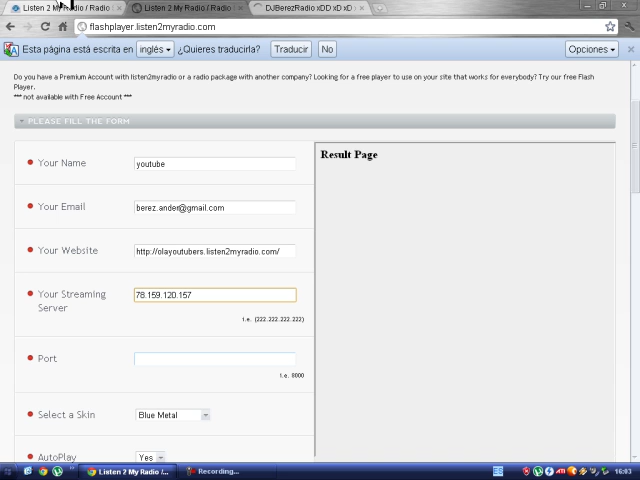 Listen 2 My Radio / Radio
Listen 2 My Radio / Radio
DJBerezRadio xDD xD xD
flashplayer.listen2myradio.com
Esta página está escrita en inglés ¿Quieres traducirla? Traducir No Opciones
Do you have a Premium Account with listen2myradio or a radio package with another company? Looking for a free player to use on your site that works for everybody? Try our free Flash
Player.
*** not available with Free Account ***
PLEASE FILL THE FORM
Result Page
Your Name youtube
Your Email berez.ander@gmail.com
Your Website http://olayoutubers.listen2myradio.com/
Your Streaming
Server
78.159.120.157
i.e. (222.222.222.222)
Port
i.e. 8000
Select a Skin Blue Metal
AutoPlay Yes
Listen 2 My Radio /... Recording... 16:03